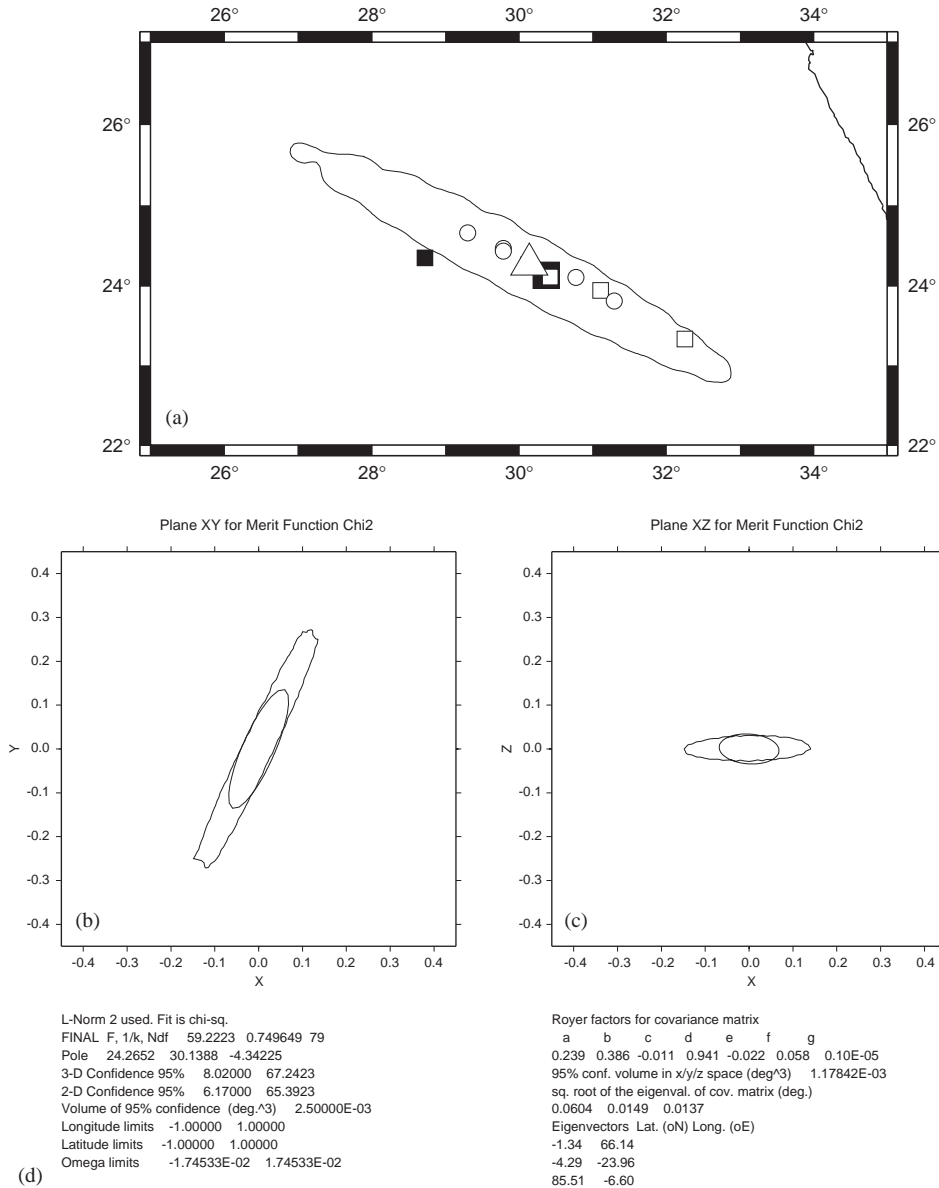 26° 28° 30° 32° 34°
26° 26°
24° 24°
(a)
22° 22°
26° 28° 30° 32° 34°
Plane XY for Merit Function Chi2
0.4
0.3
0.2
0.1
0.0
-0.1
-0.2
-0.3
-0.4
Y
(b)
-0.4 -0.3 -0.2 -0.1 0.0 0.1 0.2 0.3 0.4
X
Plane XZ for Merit Function Chi2
0.4
0.3
0.2
0.1
0.0
-0.1
-0.2
-0.3
-0.4
Z
(c)
-0.4 -0.3 -0.2 -0.1 0.0 0.1 0.2 0.3 0.4
X
L-Norm 2 used. Fit is chi-sq.
FINAL F, 1/k, Ndf 59.2223 0.749649 79
Pole 24.2652 30.1388 -4.34225
3-D Confidence 95% 8.02000 67.2423
2-D Confidence 95% 6.17000 65.3923
Volume of 95% confidence (deg.^3) 2.50000E-03
Longitude limits -1.00000 1.00000
Latitude limits -1.00000 1.00000
Omega limits -1.74533E-02 1.74533E-02
(d)
Royer factors for covariance matrix
a b c d e f g
0.239 0.386 -0.011 0.941 -0.022 0.058 0.10E-05
95% conf. volume in x/y/z space (deg^3) 1.17842E-03
sq. root of the eigenval. of cov. matrix (deg.)
0.0604 0.0149 0.0137
Eigenvectors Lat. (oN) Long. (oE)
-1.34 66.14
-4.29 -23.96
85.51 -6.60